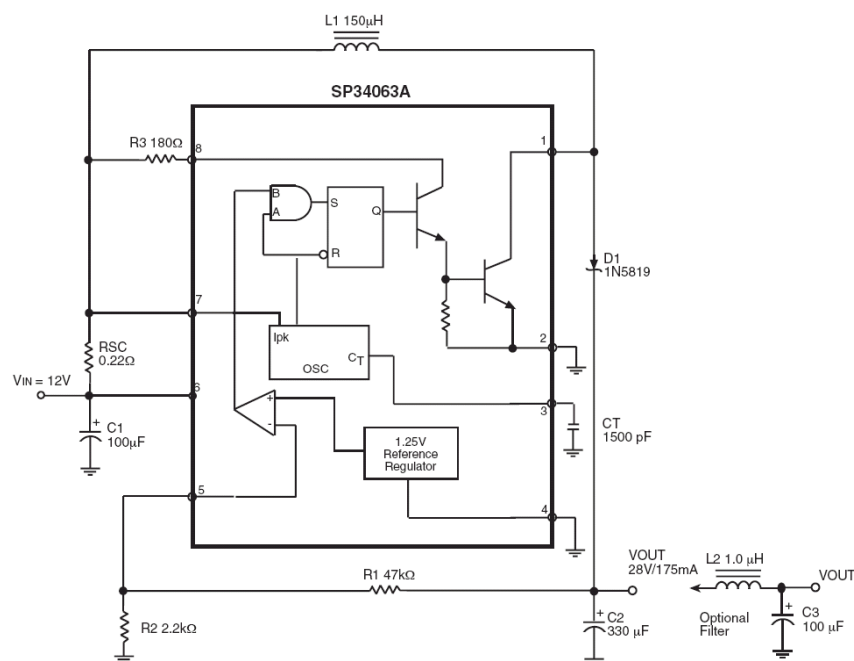 L1 150µH
SP34063A
R3 180Ω
8
1
B
A
S
Q
R
D1
1N5819
7
2
Ipk
CT
OSC
RSC
0.22Ω
VIN = 12V
6
+
C1
100µF
+
-
3
CT
1500 pF
1.25V
Reference
Regulator
5
4
R1 47kΩ
VOUT
28V/175mA
L2 1.0 µH
VOUT
R2 2.2kΩ
+
C2
330 µF
Optional
Filter
+
C3
100 µF